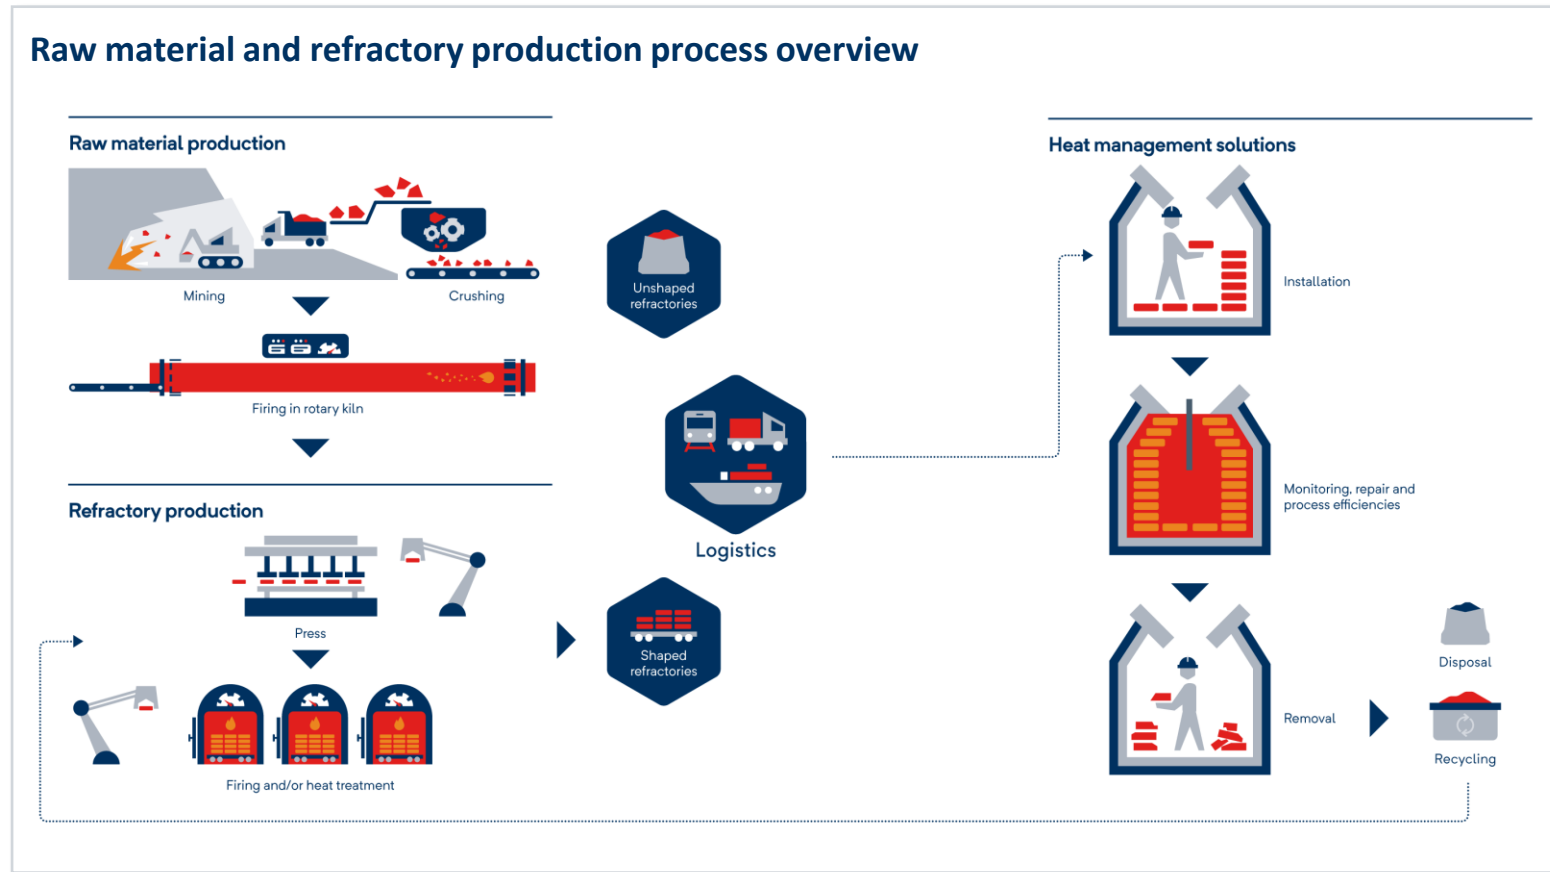 Raw material and refractory production process overview
Raw material production
Mining
Crushing
Firing in rotary kiln
Refractory production
Press
Firing and/or heat treatment
Unshaped
refractories
Logistics
Shaped
refractories
Heat management solutions
Installation
Monitoring, repair and
process efficiencies
Removal
Disposal
Recycling